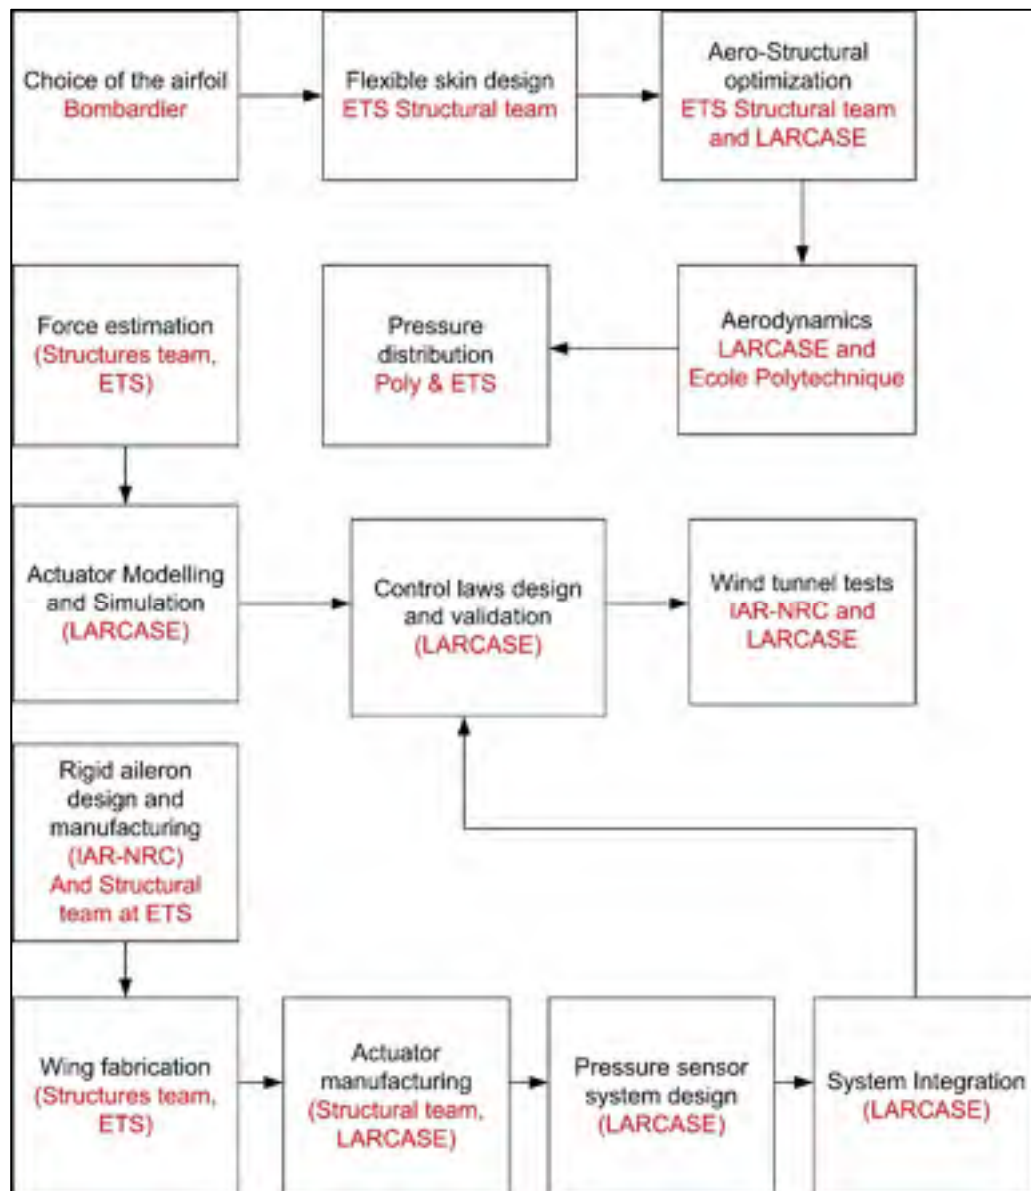 Choice of the airfoil
Bombardier
Flexible skin design
ETS Structural team
Aero-Structural
optimization
ETS Structural team
and LARCASE
Force estimation
(Structures team,
ETS)
Pressure
distribution
Poly & ETS
Aerodynamics
LARCASE and
Ecole Polytechnique
Actuator Modelling
and Simulation
(LARCASE)
Control laws design
and validation
(LARCASE)
Wind tunnel tests
IAR-NRC and
LARCASE
Rigid aileron
design and
manufacturing
(IAR-NRC)
And Structural
team at ETS
Wing fabrication
(Structures team,
ETS)
Actuator
manufacturing
(Structural team,
LARCASE)
Pressure sensor
system design
(LARCASE)
System Integration
(LARCASE)